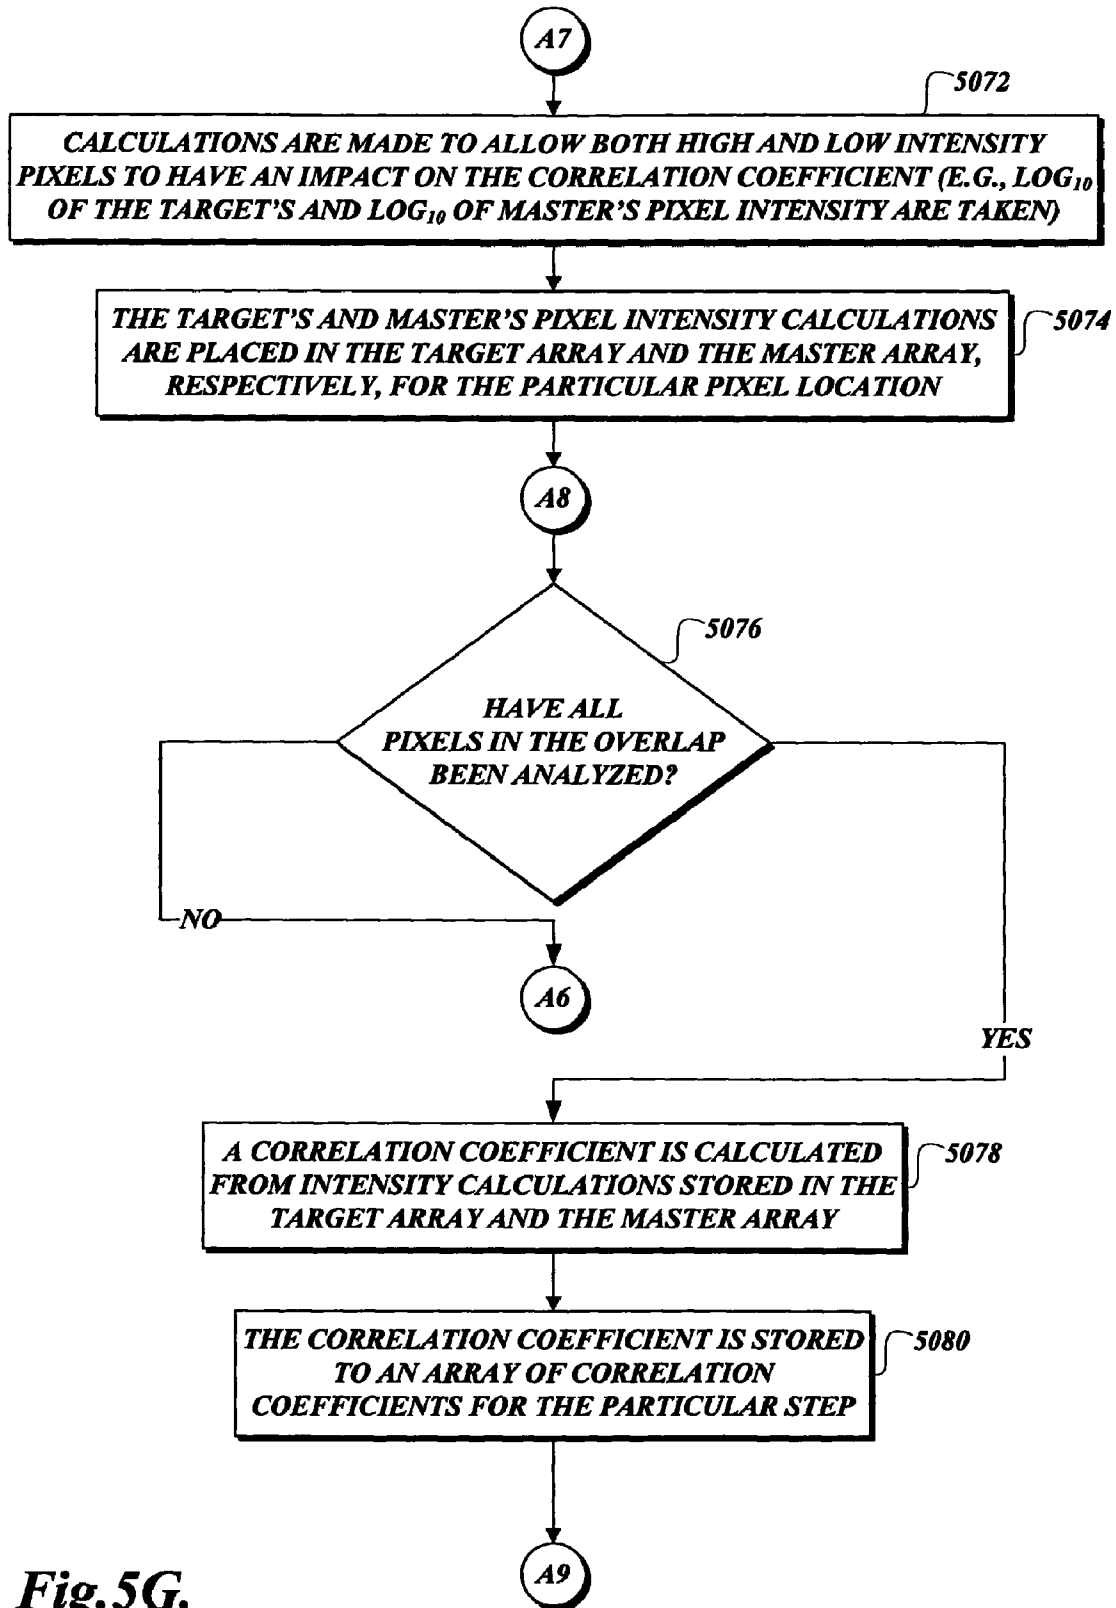 A7
5072
CALCULATIONS ARE MADE TO ALLOW BOTH HIGH AND LOW INTENSITY
PIXELS TO HAVE AN IMPACT ON THE CORRELATION COEFFICIENT (E.G., LOG₁₀
OF THE TARGET'S AND LOG₁₀ OF MASTER'S PIXEL INTENSITY ARE TAKEN)
THE TARGET'S AND MASTER'S PIXEL INTENSITY CALCULATIONS
ARE PLACED IN THE TARGET ARRAY AND THE MASTER ARRAY,
RESPECTIVELY, FOR THE PARTICULAR PIXEL LOCATION
5074
A8
5076
HAVE ALL
PIXELS IN THE OVERLAP
BEEN ANALYZED?
NO
A6
YES
A CORRELATION COEFFICIENT IS CALCULATED
FROM INTENSITY CALCULATIONS STORED IN THE
TARGET ARRAY AND THE MASTER ARRAY
5078
THE CORRELATION COEFFICIENT IS STORED
TO AN ARRAY OF CORRELATION
COEFFICIENTS FOR THE PARTICULAR STEP
5080
A9
Fig.5G.